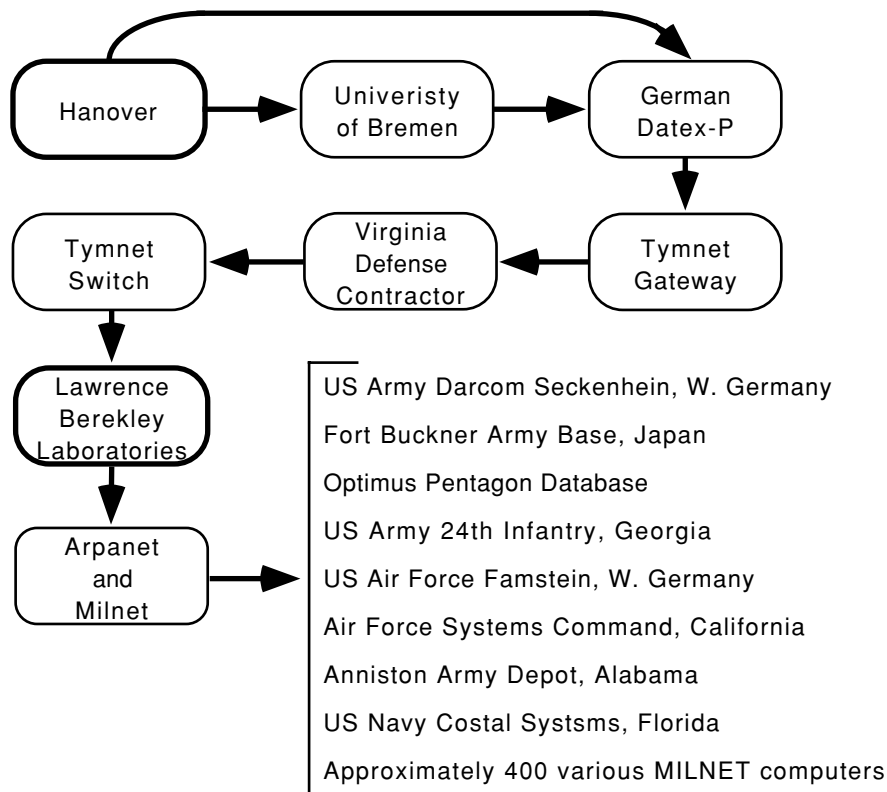 Hanover
Univeristy
of Bremen
German
Datex-P
Tymnet
Switch
Virginia
Defense
Contractor
Tymnet
Gateway
Lawrence
Berekley
Laboratories
Arpanet
and
Milnet
US Army Darcom Seckenhein, W. Germany
Fort Buckner Army Base, Japan
Optimus Pentagon Database
US Army 24th Infantry, Georgia
US Air Force Famstein, W. Germany
Air Force Systems Command, California
Anniston Army Depot, Alabama
US Navy Costal Systsms, Florida
Approximately 400 various MILNET computers